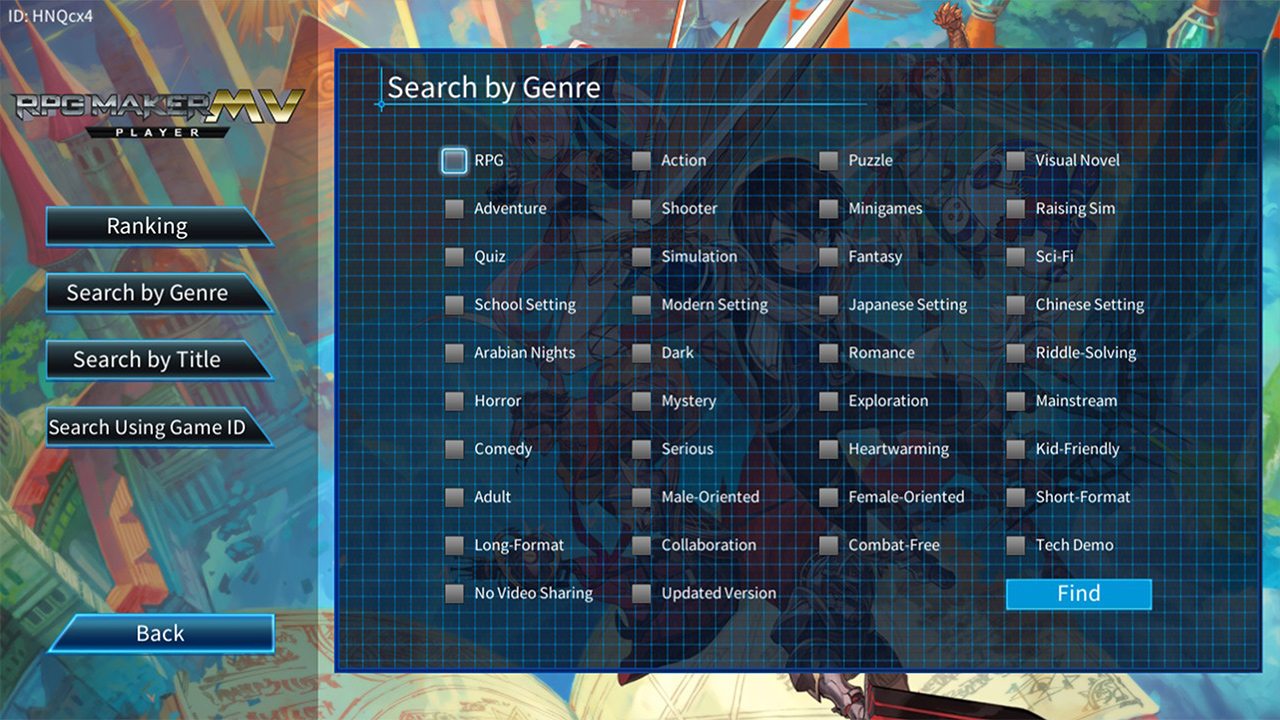 ID: HNQcx4
RPG MAKER MV
PLAYER
Ranking
Search by Genre
Search by Title
Search Using Game ID
Back
Search by Genre
RPG Action Puzzle Visual Novel
Adventure Shooter Minigames Raising Sim
Quiz Simulation Fantasy Sci-Fi
School Setting Modern Setting Japanese Setting Chinese Setting
Arabian Nights Dark Romance Riddle-Solving
Horror Mystery Exploration Mainstream
Comedy Serious Heartwarming Kid-Friendly
Adult Male-Oriented Female-Oriented Short-Format
Long-Format Collaboration Combat-Free Tech Demo
No Video Sharing Updated Version
Find